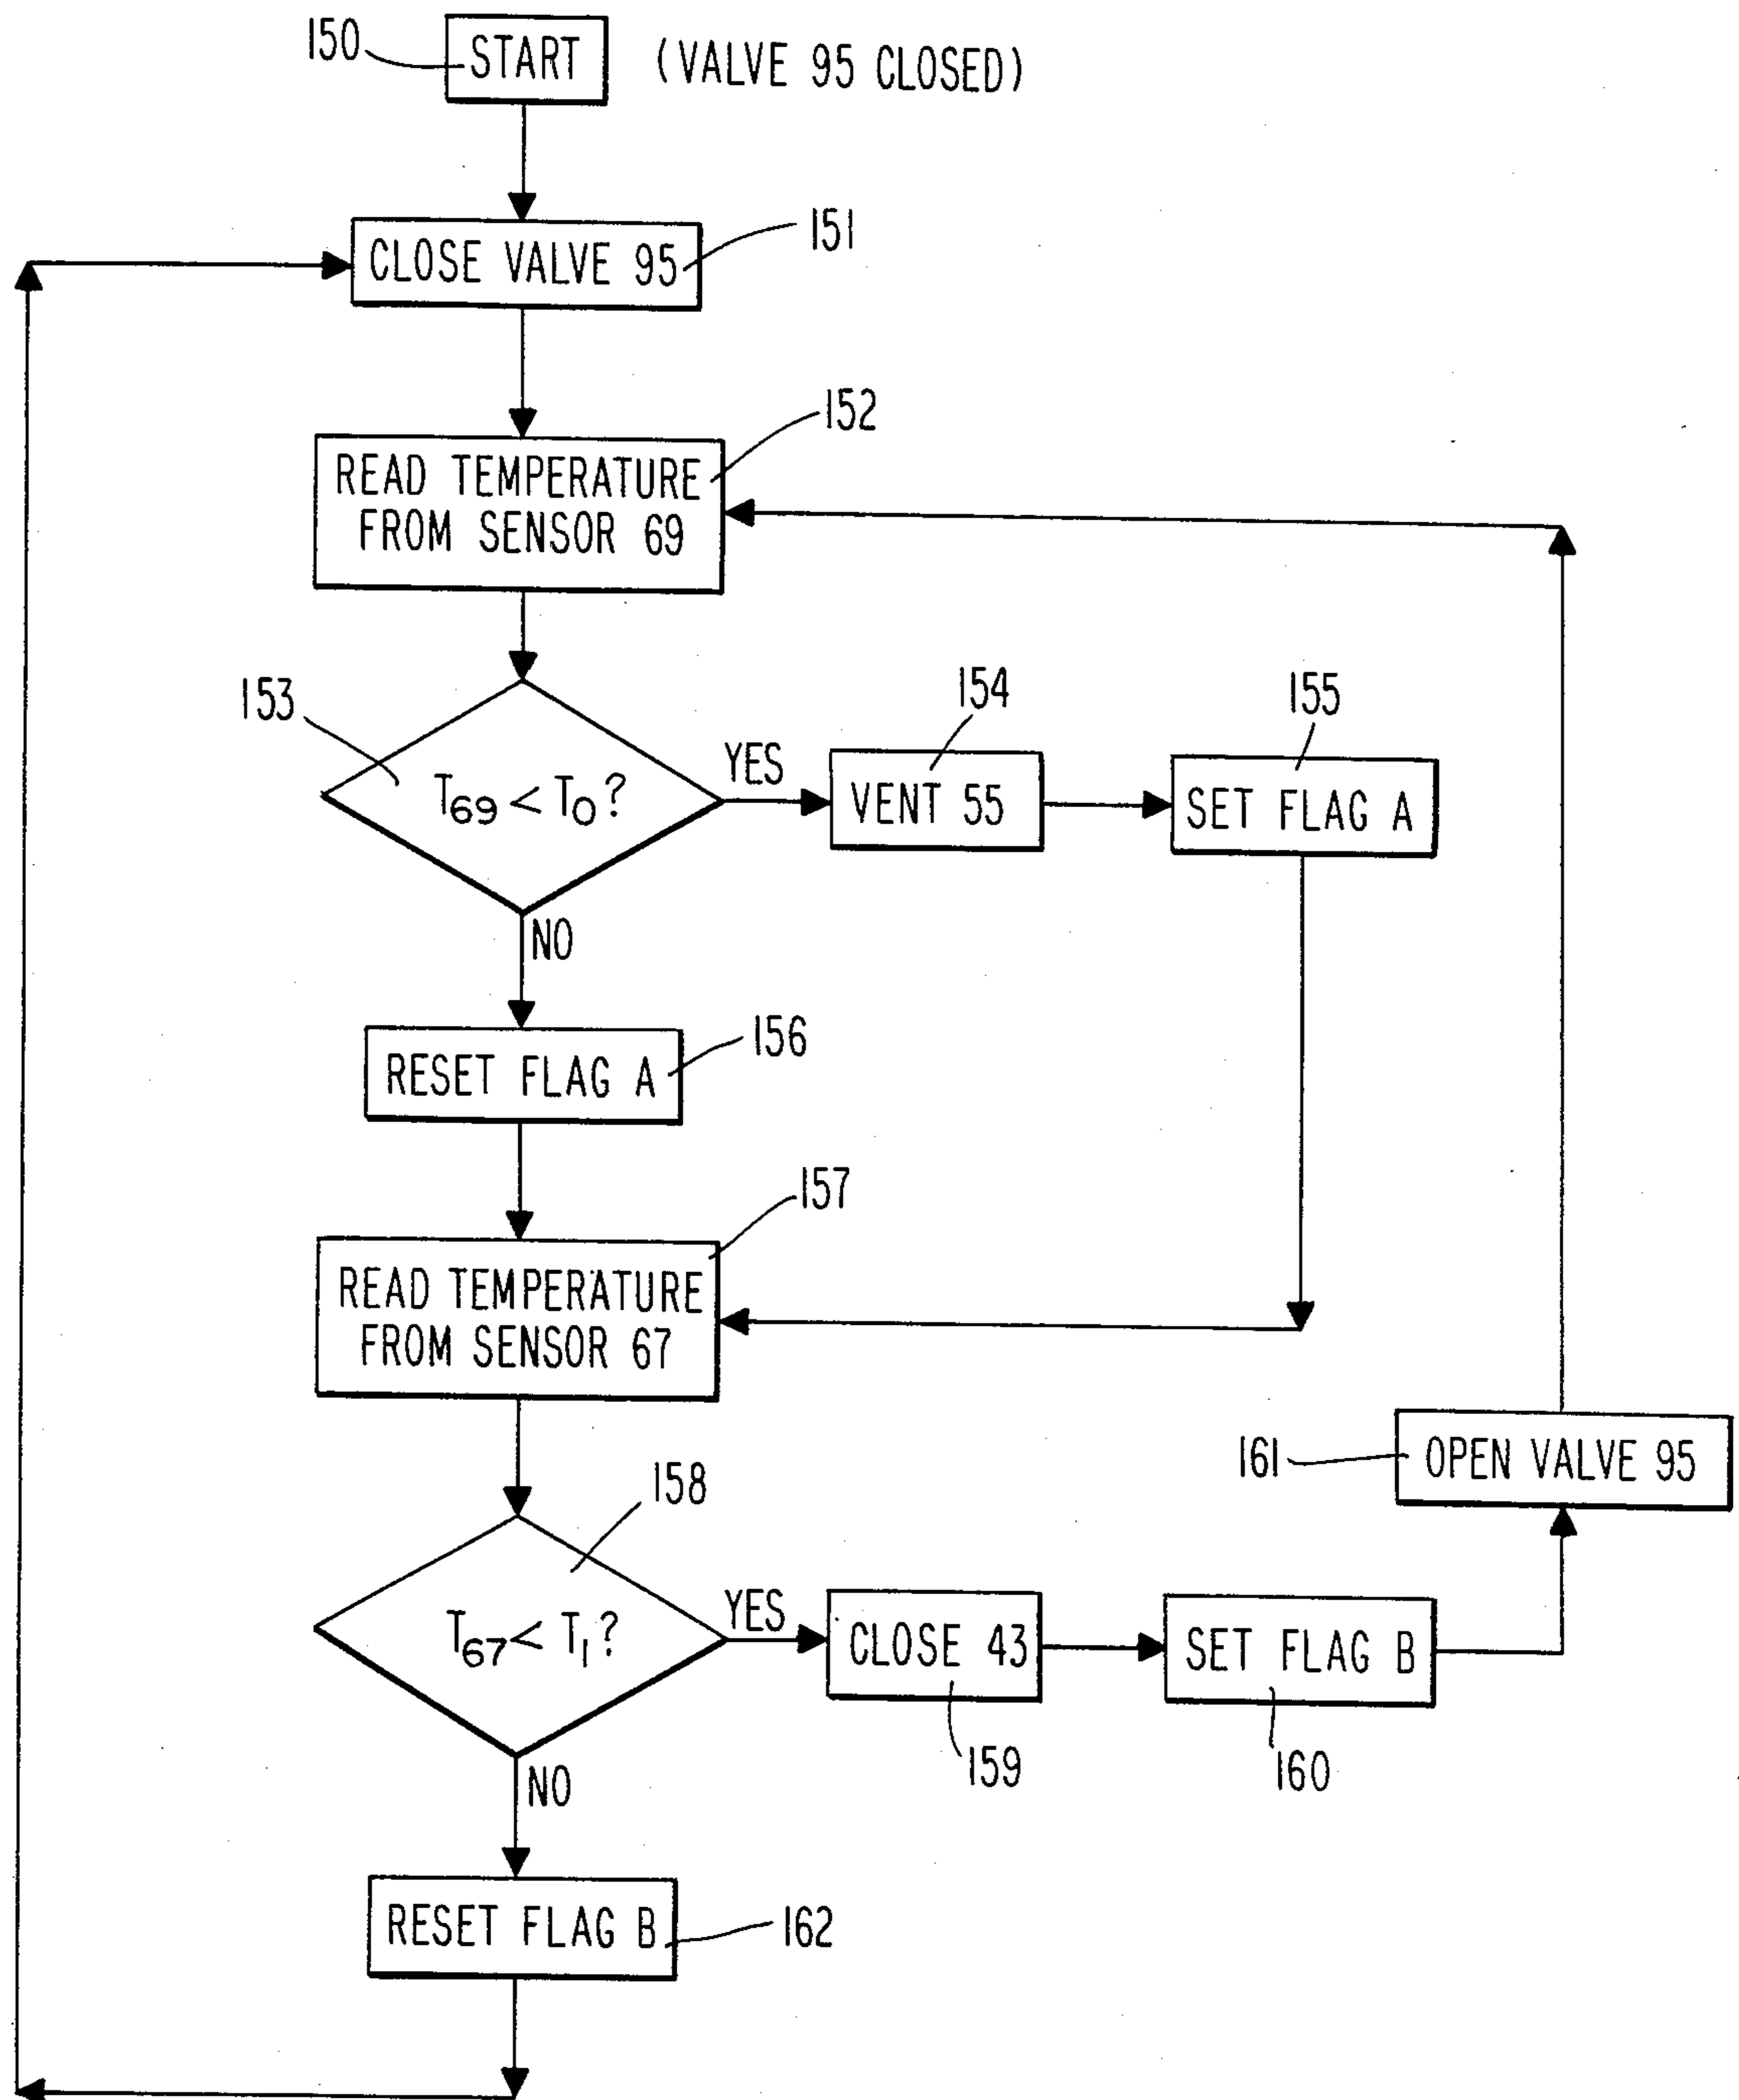 150
START (VALVE 95 CLOSED)
151
CLOSE VALVE 95
152
READ TEMPERATURE
FROM SENSOR 69
153
T69 < T0?
YES
154
VENT 55
155
SET FLAG A
NO
156
RESET FLAG A
157
READ TEMPERATURE
FROM SENSOR 67
158
T67 < T1?
YES
CLOSE 43
159
SET FLAG B
160
161
OPEN VALVE 95
NO
RESET FLAG B
162